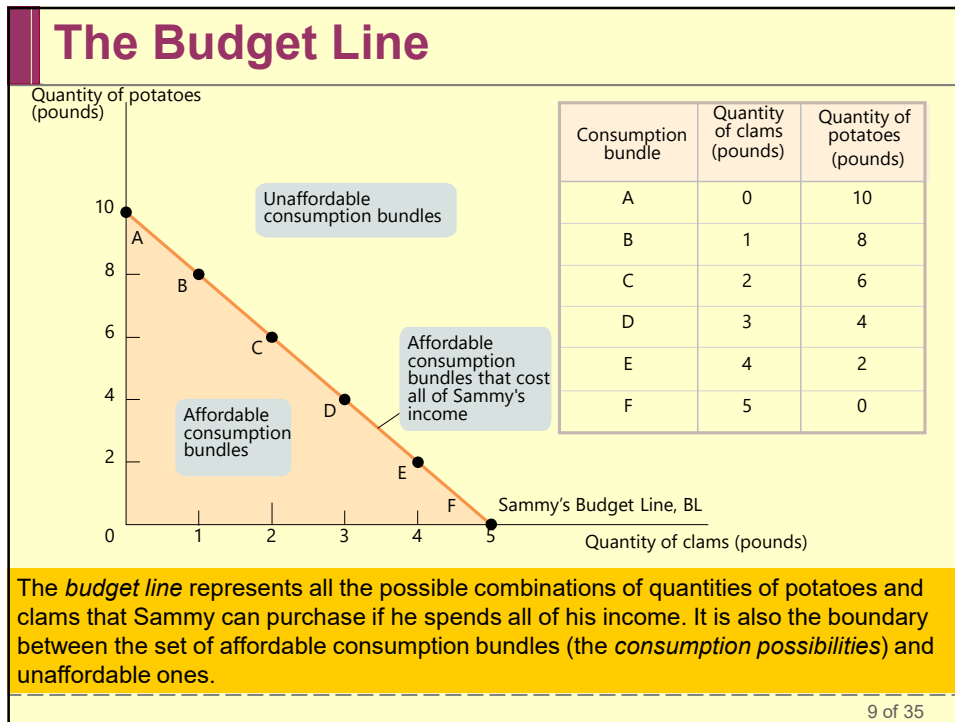 The Budget Line
Quantity of potatoes
(pounds)
10
8
6
4
2
0
1
2
3
4
5
A
B
C
D
E
F
Unaffordable
consumption bundles
Affordable
consumption
bundles that cost
all of Sammy's
income
Affordable
consumption
bundles
Sammy's Budget Line, BL
Quantity of clams (pounds)
Consumption bundle
Quantity of clams (pounds)
Quantity of potatoes (pounds)
A 0 10
B 1 8
C 2 6
D 3 4
E 4 2
F 5 0
The budget line represents all the possible combinations of quantities of potatoes and
clams that Sammy can purchase if he spends all of his income. It is also the boundary
between the set of affordable consumption bundles (the consumption possibilities) and
unaffordable ones.
9 of 35